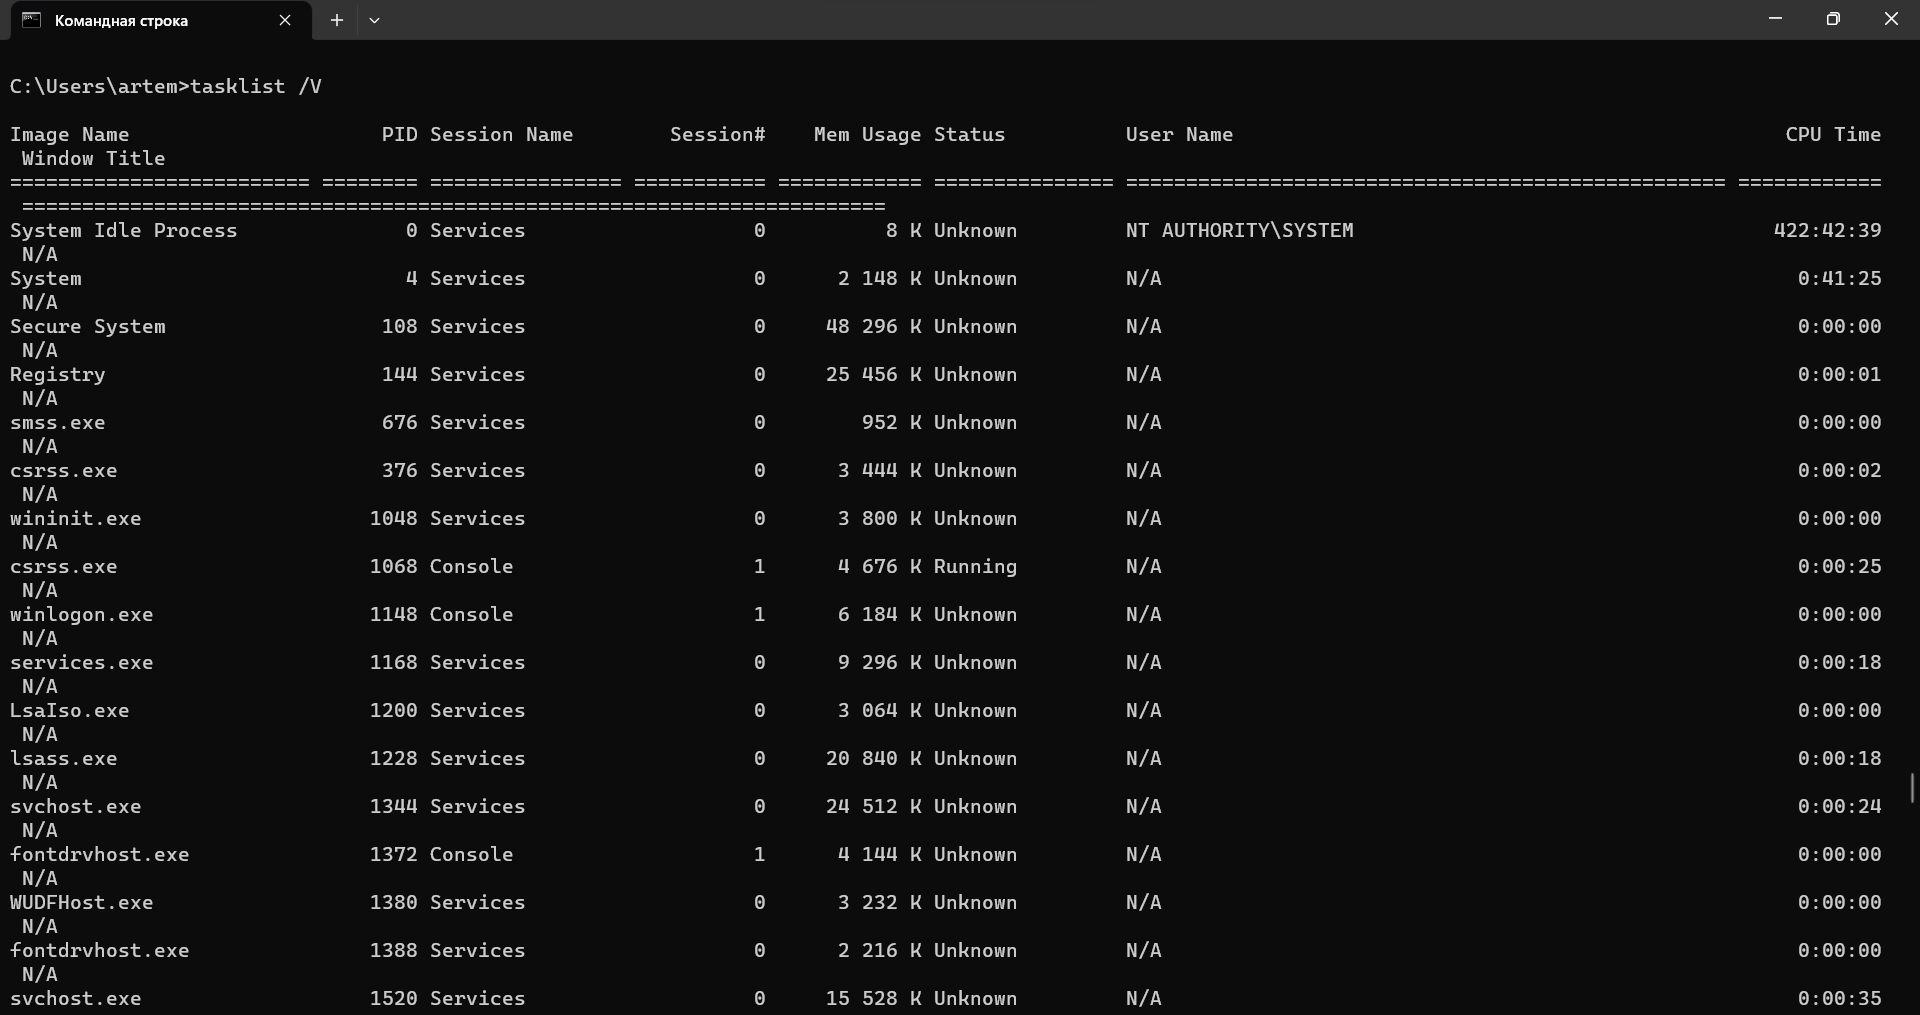 Командная строка
C:\Users\artem>tasklist /V
Image Name                     PID Session Name        Session#    Mem Usage Status          User Name                                              CPU Time
 Window Title
========================= ======== ================ =========== ============ =============== ================================================== ============
 ========================================================================
System Idle Process              0 Services                   0          8 K Unknown         NT AUTHORITY\SYSTEM                                   422:42:39
 N/A
System                           4 Services                   0      2 148 K Unknown         N/A                                                     0:41:25
 N/A
Secure System                  108 Services                   0     48 296 K Unknown         N/A                                                     0:00:00
 N/A
Registry                       144 Services                   0     25 456 K Unknown         N/A                                                     0:00:01
 N/A
smss.exe                       676 Services                   0        952 K Unknown         N/A                                                     0:00:00
 N/A
csrss.exe                      376 Services                   0      3 444 K Unknown         N/A                                                     0:00:02
 N/A
wininit.exe                   1048 Services                   0      3 800 K Unknown         N/A                                                     0:00:00
 N/A
csrss.exe                     1068 Console                    1      4 676 K Running         N/A                                                     0:00:25
 N/A
winlogon.exe                  1148 Console                    1      6 184 K Unknown         N/A                                                     0:00:00
 N/A
services.exe                  1168 Services                   0      9 296 K Unknown         N/A                                                     0:00:18
 N/A
LsaIso.exe                    1200 Services                   0      3 064 K Unknown         N/A                                                     0:00:00
 N/A
lsass.exe                     1228 Services                   0     20 840 K Unknown         N/A                                                     0:00:18
 N/A
svchost.exe                   1344 Services                   0     24 512 K Unknown         N/A                                                     0:00:24
 N/A
fontdrvhost.exe               1372 Console                    1      4 144 K Unknown         N/A                                                     0:00:00
 N/A
WUDFHost.exe                  1380 Services                   0      3 232 K Unknown         N/A                                                     0:00:00
 N/A
fontdrvhost.exe               1388 Services                   0      2 216 K Unknown         N/A                                                     0:00:00
 N/A
svchost.exe                   1520 Services                   0     15 528 K Unknown         N/A                                                     0:00:35